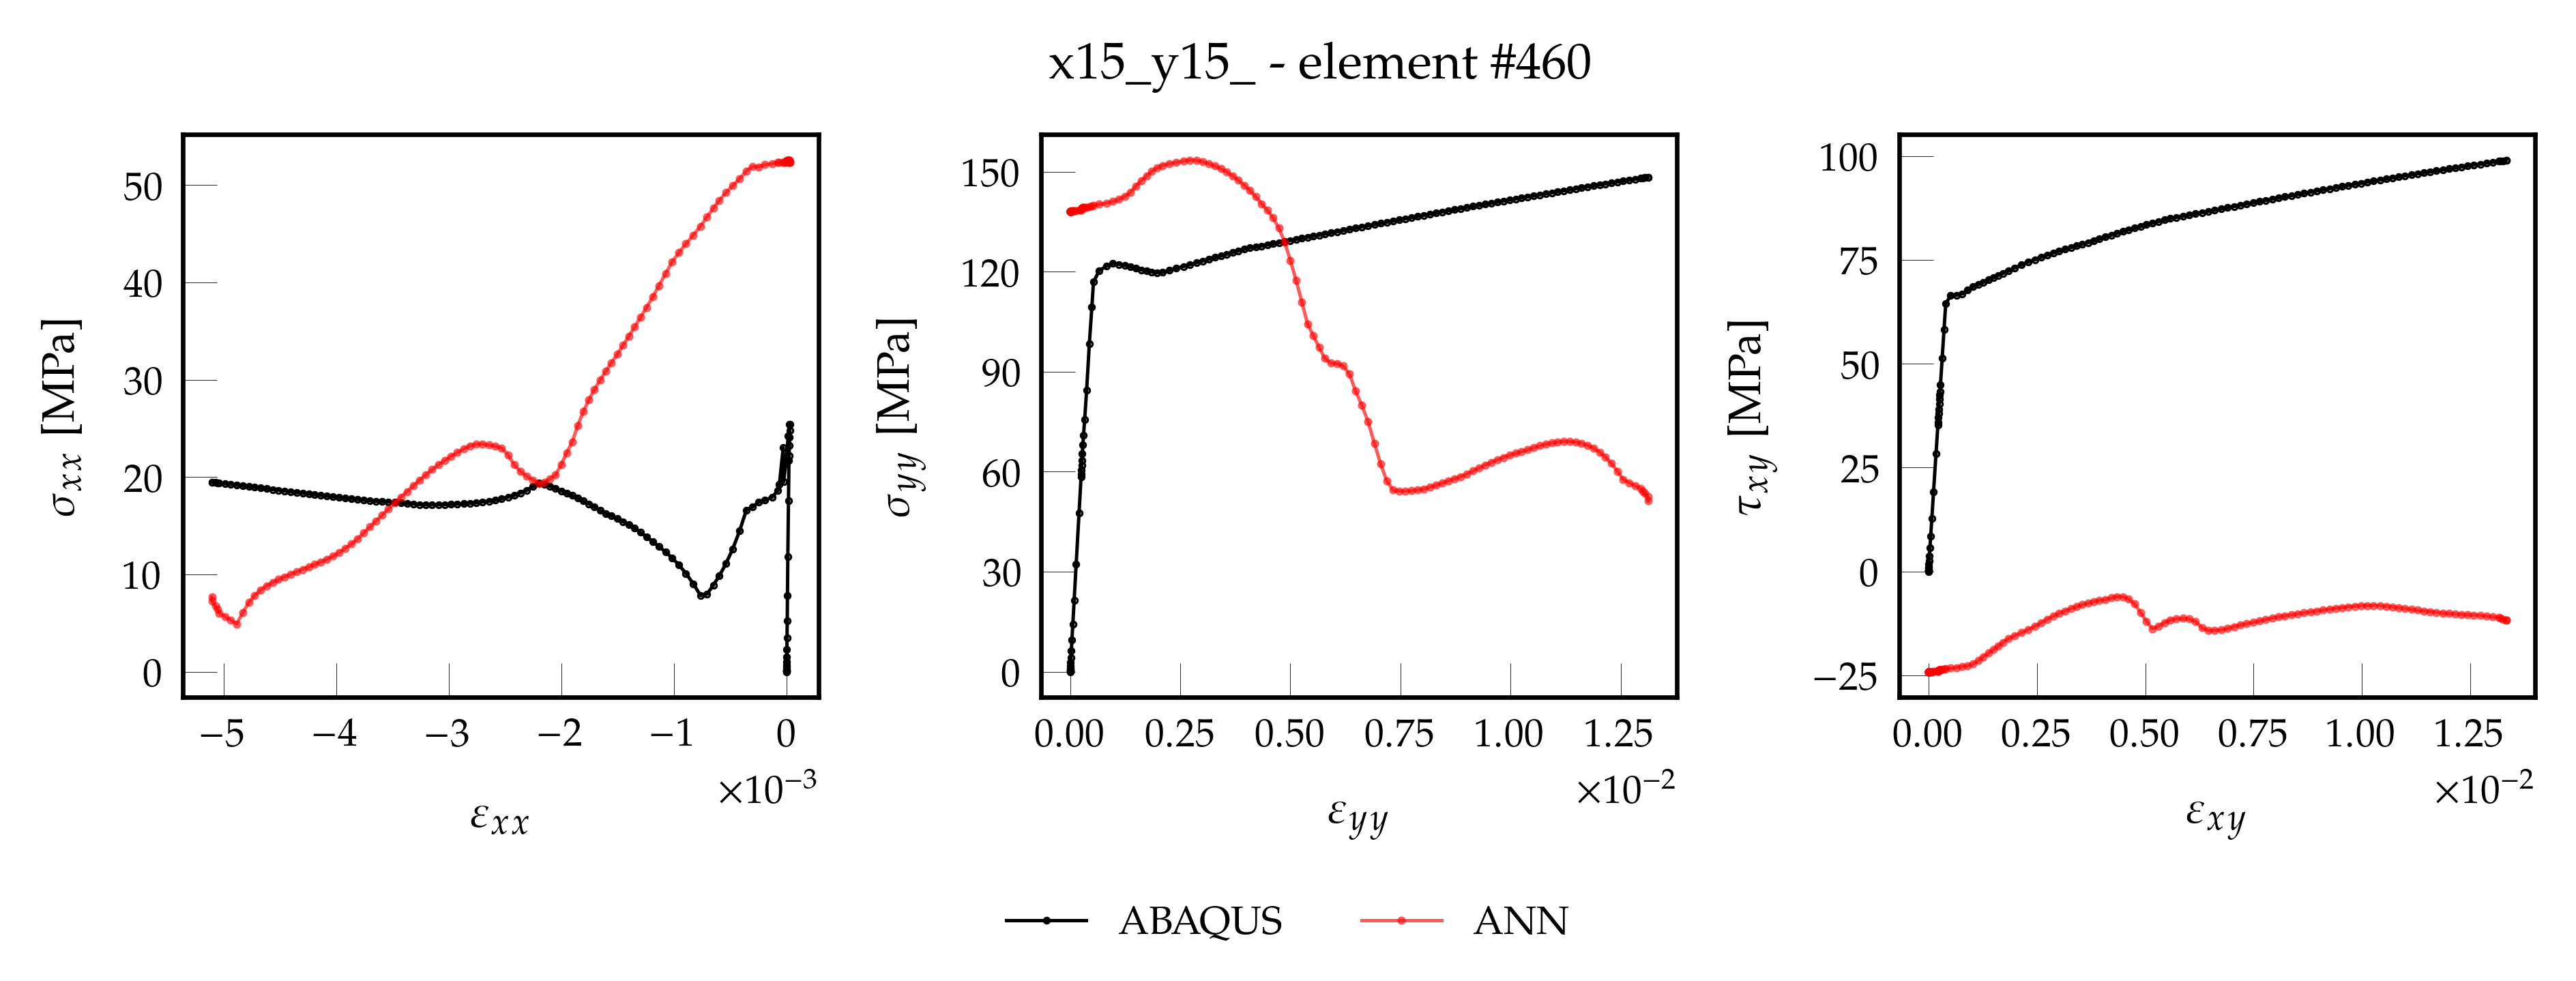 x15_y15_ - element #460
σxx [MPa]
50
40
30
20
10
0
−5 −4 −3 −2 −1 0
×10−3
εxx
σyy [MPa]
150
120
90
60
30
0
0.00 0.25 0.50 0.75 1.00 1.25
×10−2
εyy
τxy [MPa]
100
75
50
25
0
−25
0.00 0.25 0.50 0.75 1.00 1.25
×10−2
εxy
ABAQUS ANN